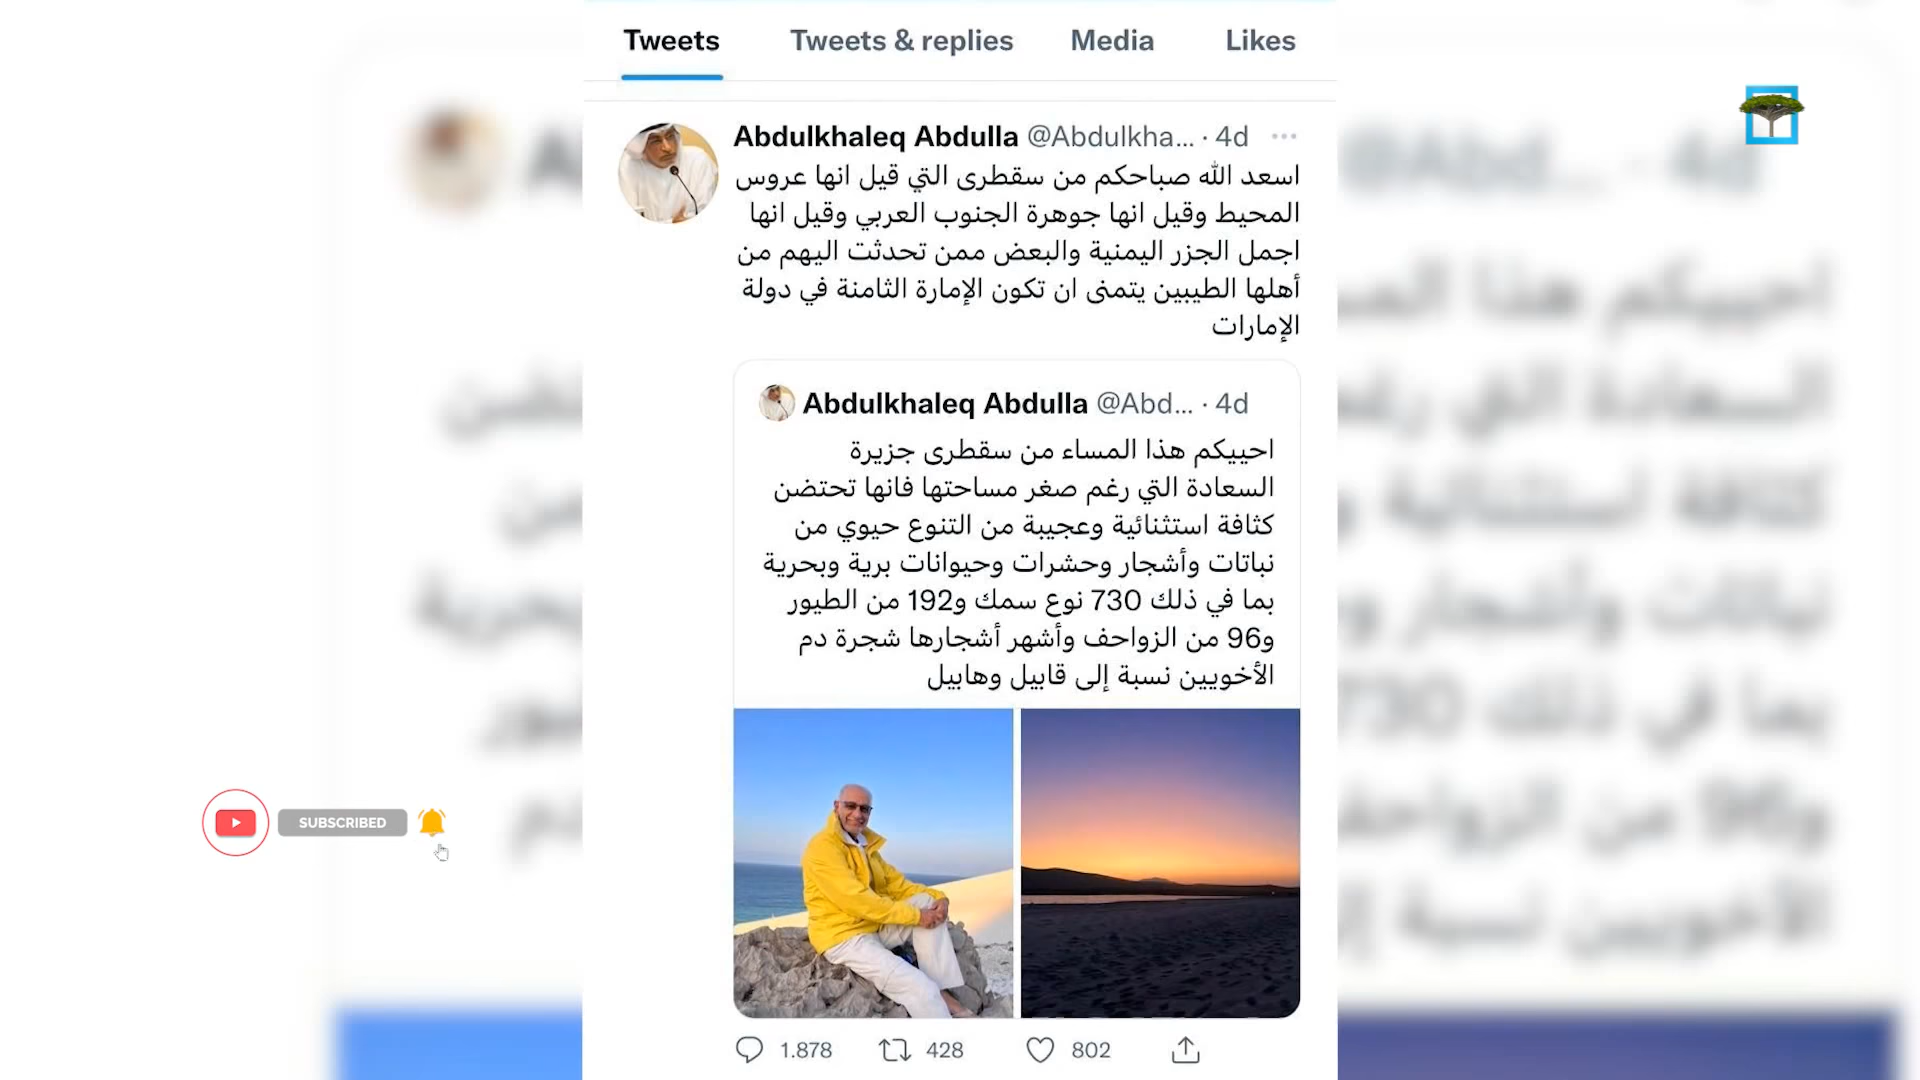 Tweets Tweets & replies Media Likes
Abdulkhaleq Abdulla @Abdulkha... · 4d
اسعد الله صباحكم من سقطرى التي قيل انها عروس
المحيط وقيل انها جوهرة الجنوب العربي وقيل انها
اجمل الجزر اليمنية والبعض ممن تحدثت اليهم من
أهلها الطيبين يتمنى ان تكون الإمارة الثامنة في دولة
الإمارات
Abdulkhaleq Abdulla @Abd... · 4d
احييكم هذا المساء من سقطرى جزيرة
السعادة التي رغم صغر مساحتها فانها تحتضن
كثافة استثنائية وعجيبة من التنوع حيوي من
نباتات وأشجار وحشرات وحيوانات برية وبحرية
بما في ذلك 730 نوع سمك و192 من الطيور
و96 من الزواحف وأشهر أشجارها شجرة دم
الأخويين نسبة إلى قابيل وهابيل
1.878 428 802
SUBSCRIBED